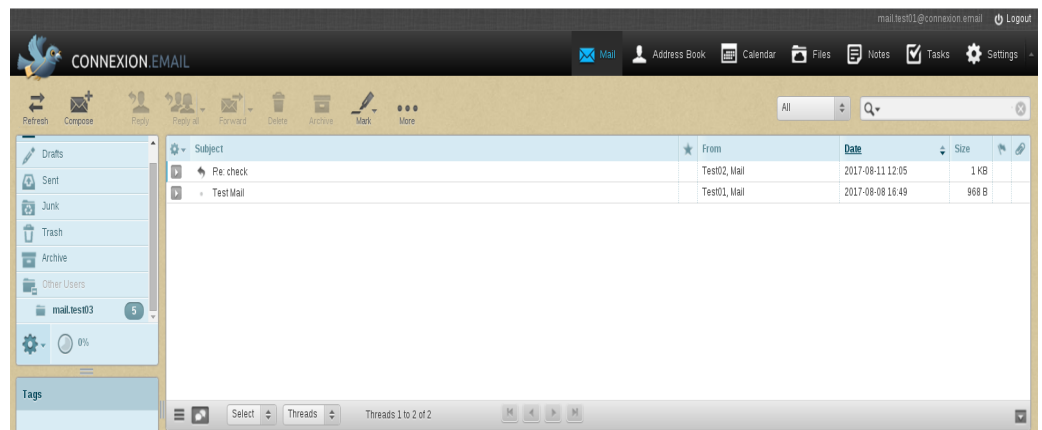 mail.test01@connexion.email Logout
CONNEXION.EMAIL
Mail Address Book Calendar Files Notes Tasks Settings
Refresh Compose Reply Reply all Forward Delete Archive Mark More
All
Subject From Date Size
Re: check Test02, Mail 2017-08-11 12:05 1 KB
Test Mail Test01, Mail 2017-08-08 16:49 968 B
Drafts
Sent
Junk
Trash
Archive
Other Users
mail.test03 5
0%
Tags
Select Threads Threads 1 to 2 of 2